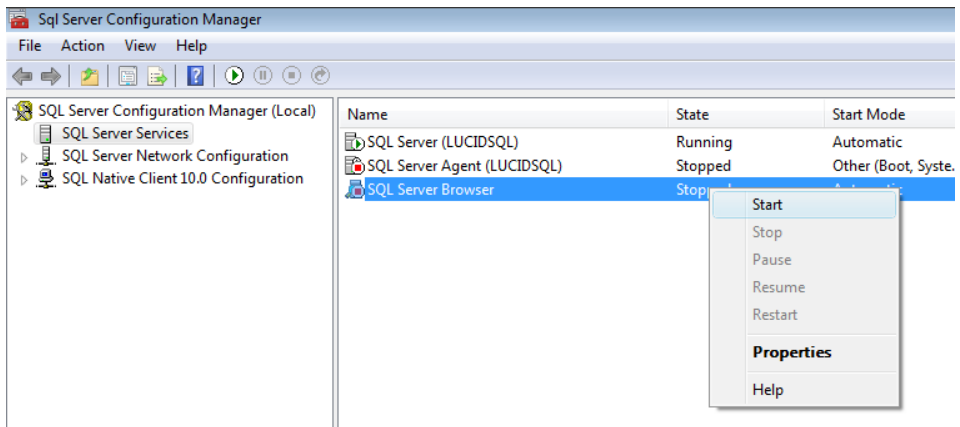 Sql Server Configuration Manager
File Action View Help
SQL Server Configuration Manager (Local)
SQL Server Services
SQL Server Network Configuration
SQL Native Client 10.0 Configuration
Name State Start Mode
SQL Server (LUCIDSQL) Running Automatic
SQL Server Agent (LUCIDSQL) Stopped Other (Boot, Syste.
SQL Server Browser
Start
Stop
Pause
Resume
Restart
Properties
Help